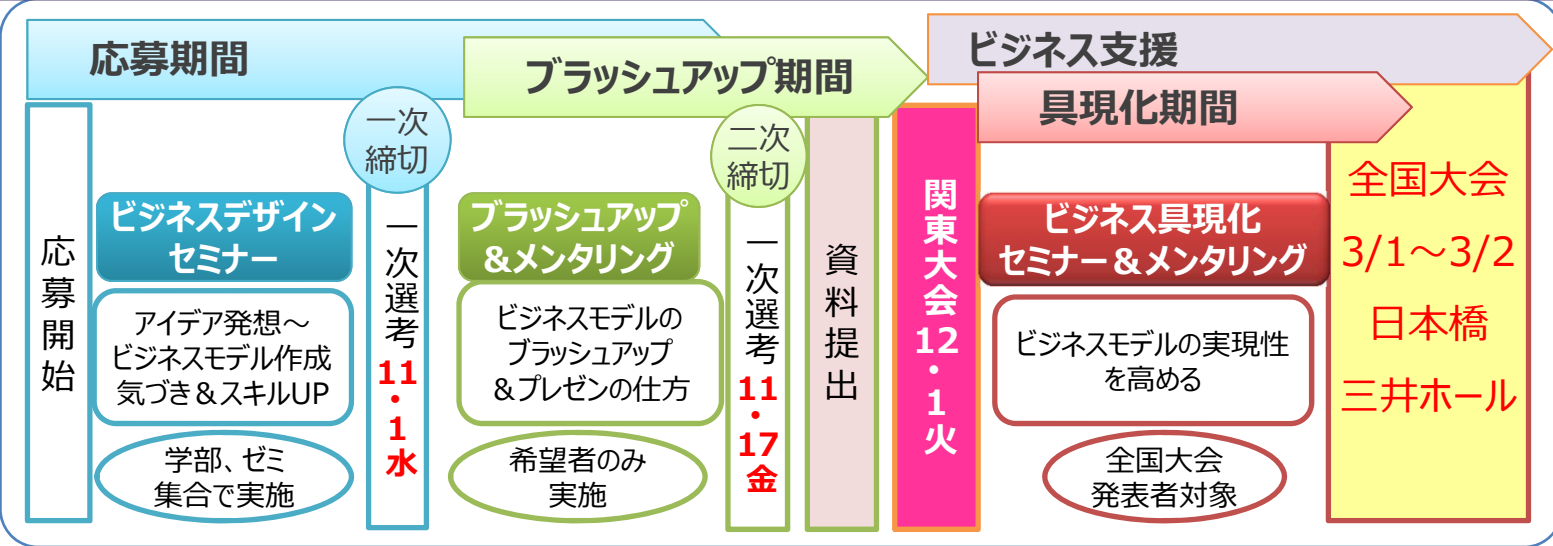 応募期間
ブラッシュアップ期間
ビジネス支援
具現化期間
応募開始
ビジネスデザイン
セミナー
アイデア発想～
ビジネスモデル作成
気づき＆スキルUP
学部、ゼミ
集合で実施
一次
締切
一次選考
11・1水
ブラッシュアップ
＆メンタリング
ビジネスモデルの
ブラッシュアップ
＆プレゼンの仕方
希望者のみ
実施
二次
締切
一次選考
11・17金
資料提出
関東大会12・1火
ビジネス具現化
セミナー＆メンタリング
ビジネスモデルの実現性
を高める
全国大会
発表者対象
全国大会
3/1～3/2
日本橋
三井ホール